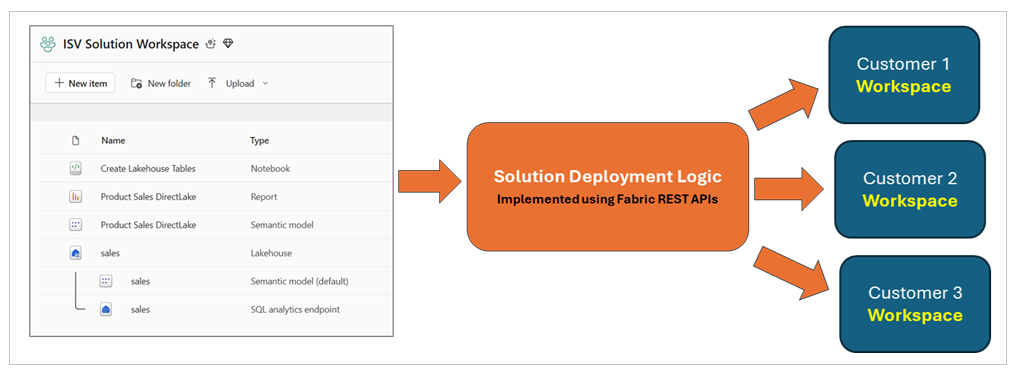 ISV Solution Workspace
New item New folder Upload
Name Type
Create Lakehouse Tables Notebook
Product Sales DirectLake Report
Product Sales DirectLake Semantic model
sales Lakehouse
sales Semantic model (default)
sales SQL analytics endpoint
Solution Deployment Logic
Implemented using Fabric REST APIs
Customer 1
Workspace
Customer 2
Workspace
Customer 3
Workspace